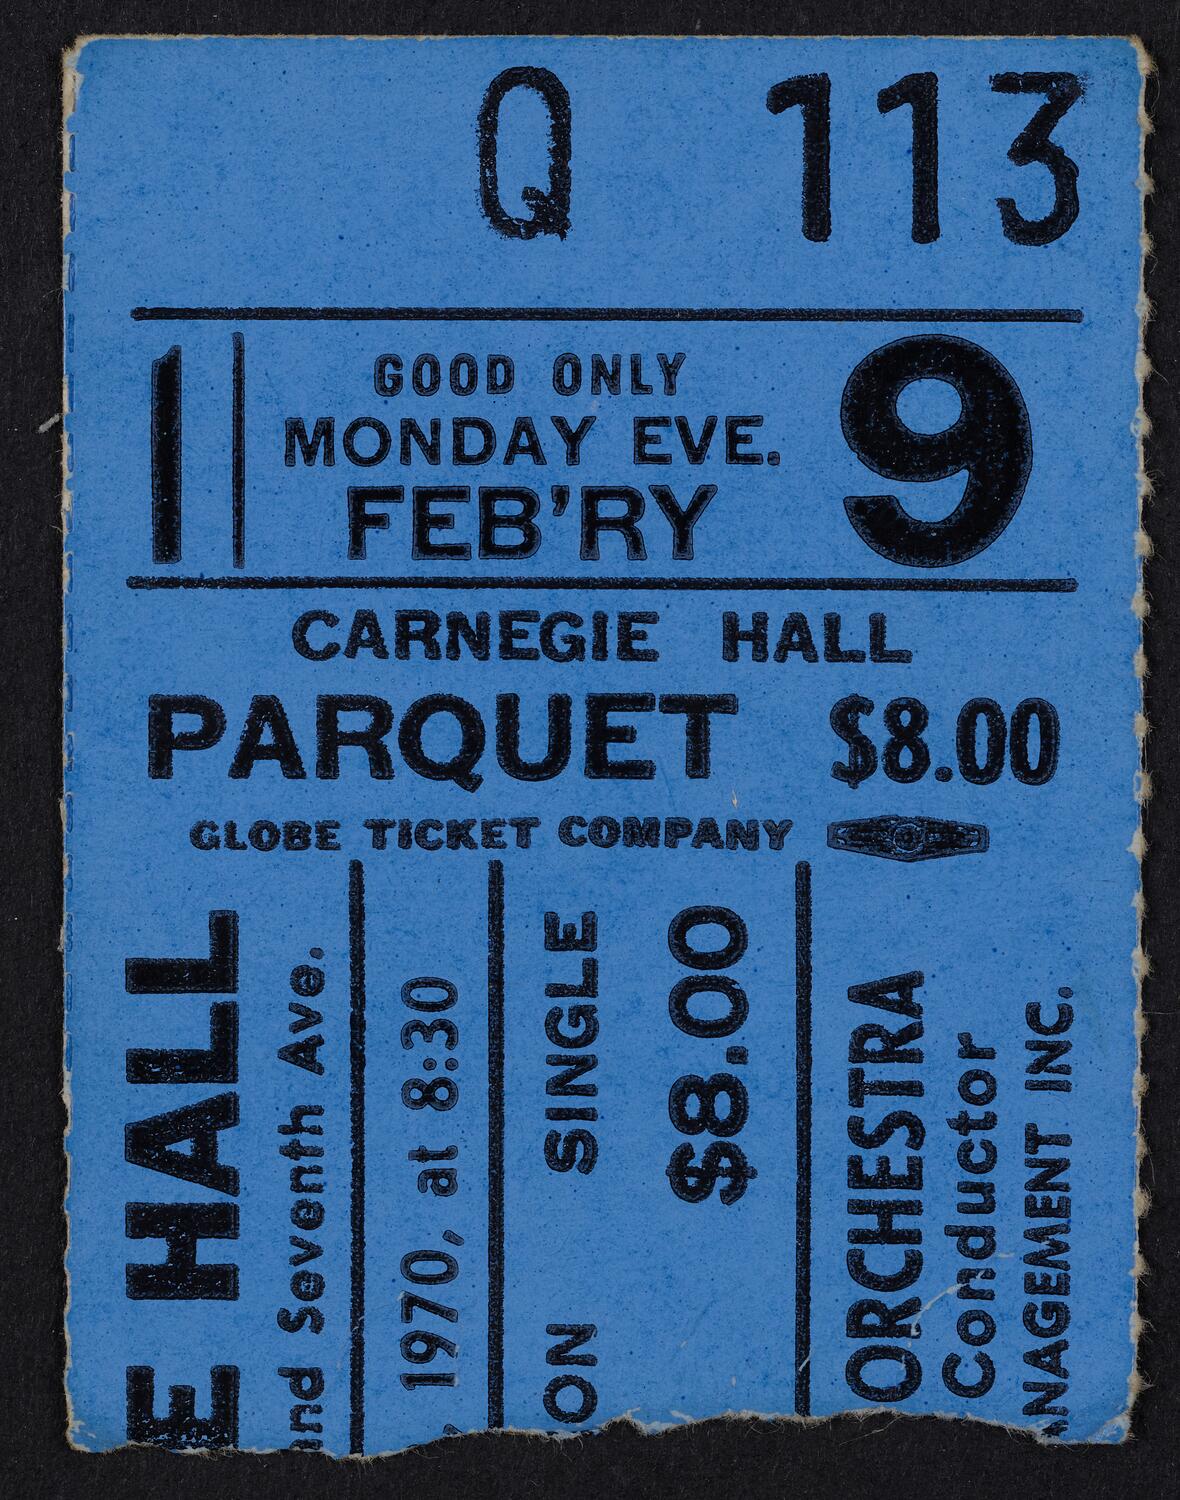 Q 113
1 GOOD ONLY 9
MONDAY EVE.
FEB'RY
CARNEGIE HALL
PARQUET $8.00
GLOBE TICKET COMPANY
E HALL
and Seventh Ave.
, 1970, at 8:30
ON SINGLE
$8.00
ORCHESTRA
Conductor
ANAGEMENT INC.